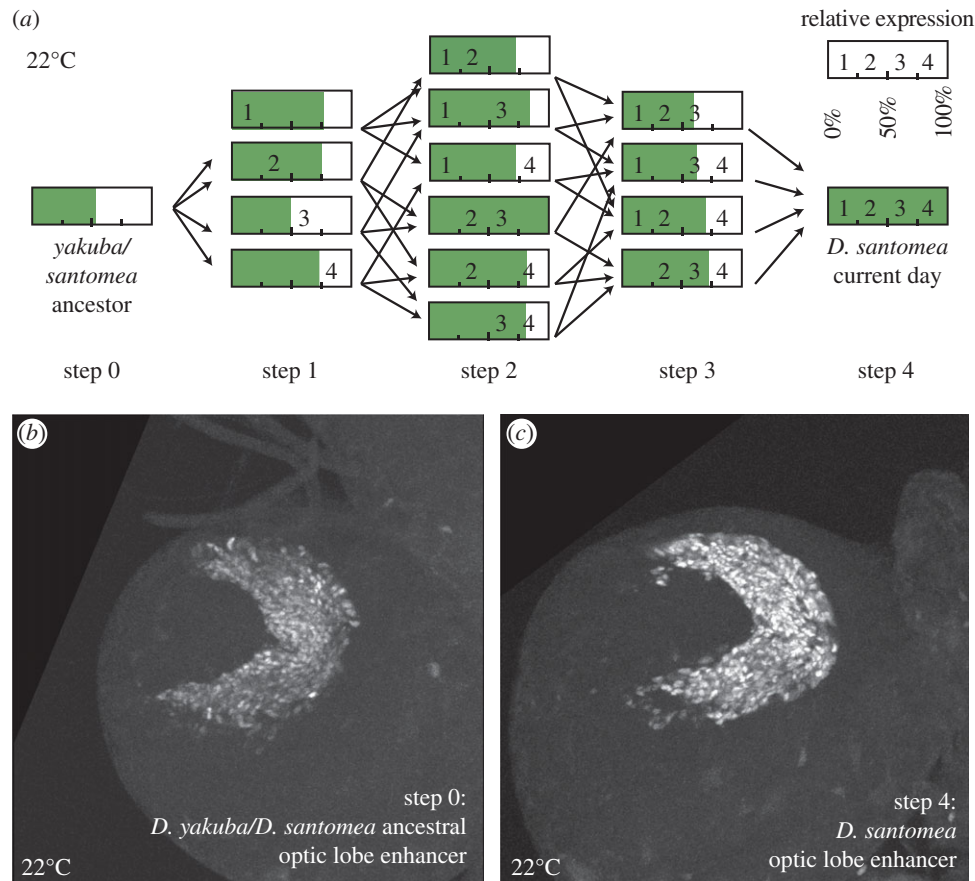 (a)
22°C
relative expression
1 2 3 4
0%
50%
100%
yakuba/
santomea
ancestor
1
2
3
4
1 2
1 3
1 4
2 3
2 4
3 4
1 2 3
1 3 4
1 2 4
2 3 4
1 2 3 4
D. santomea
current day
step 0
step 1
step 2
step 3
step 4
(b)
step 0:
D. yakuba/D. santomea ancestral
optic lobe enhancer
22°C
(c)
step 4:
D. santomea
optic lobe enhancer
22°C